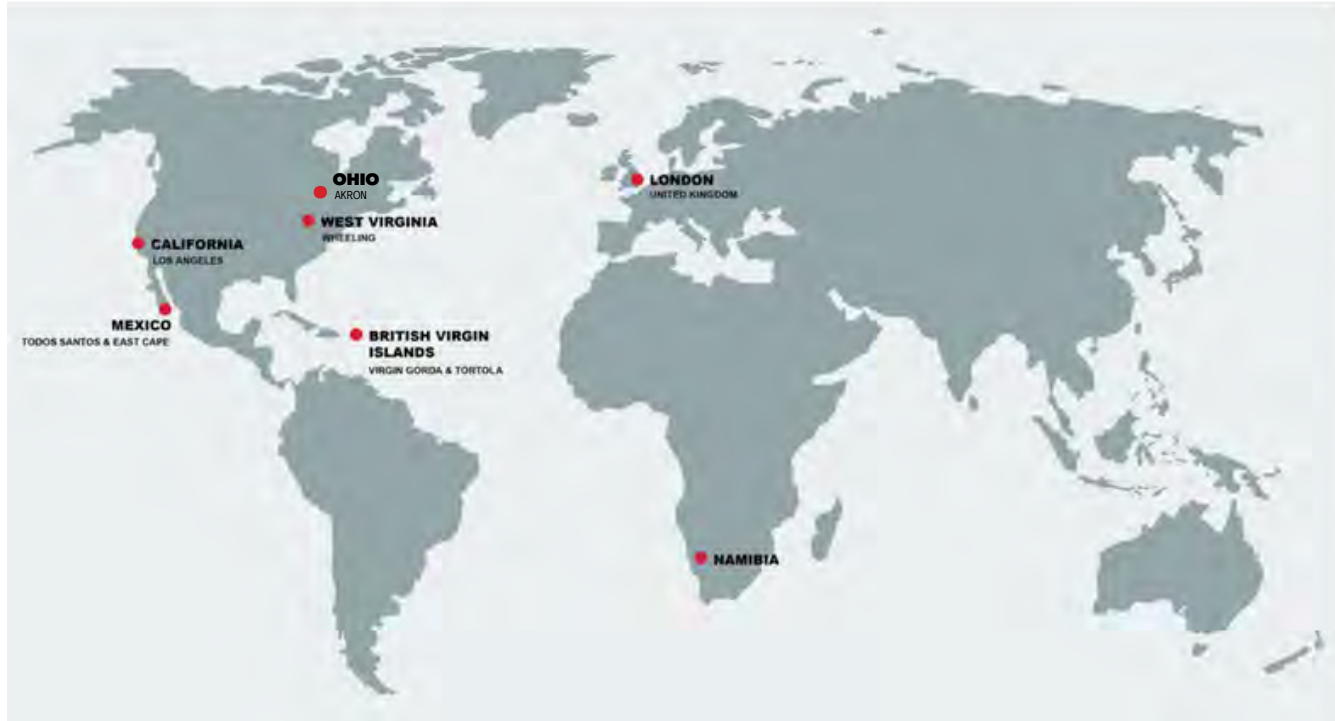 OHIO
AKRON
LONDON
UNITED KINGDOM
WEST VIRGINIA
WHEELING
CALIFORNIA
LOS ANGELES
MEXICO
TODOS SANTOS & EAST CAPE
BRITISH VIRGIN
ISLANDS
VIRGIN GORDA & TORTOLA
NAMIBIA